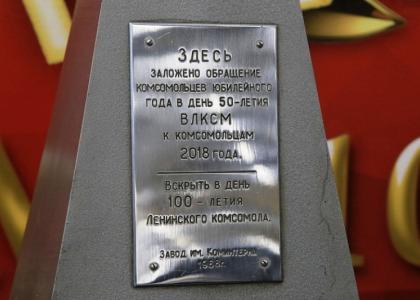 Здесь
заложено обращение
комсомольцев юбилейного
года в день 50-летия
ВЛКСМ
к комсомольцам
2018 года.
Вскрыть в день
100 - летия
Ленинского комсомола.
Завод им. Коминтерна
1968г.